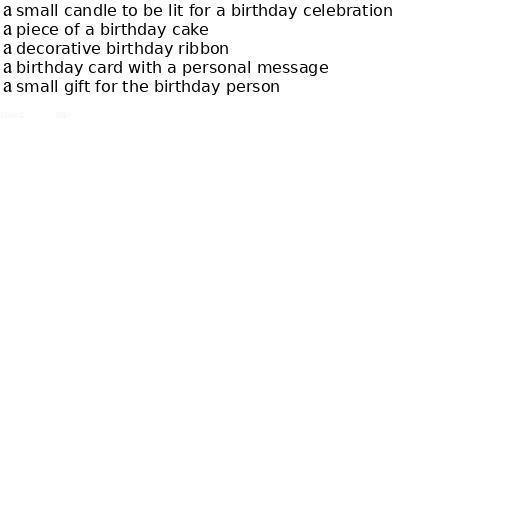 a small candle to be lit for a birthday celebration
a piece of a birthday cake
a decorative birthday ribbon
a birthday card with a personal message
a small gift for the birthday person